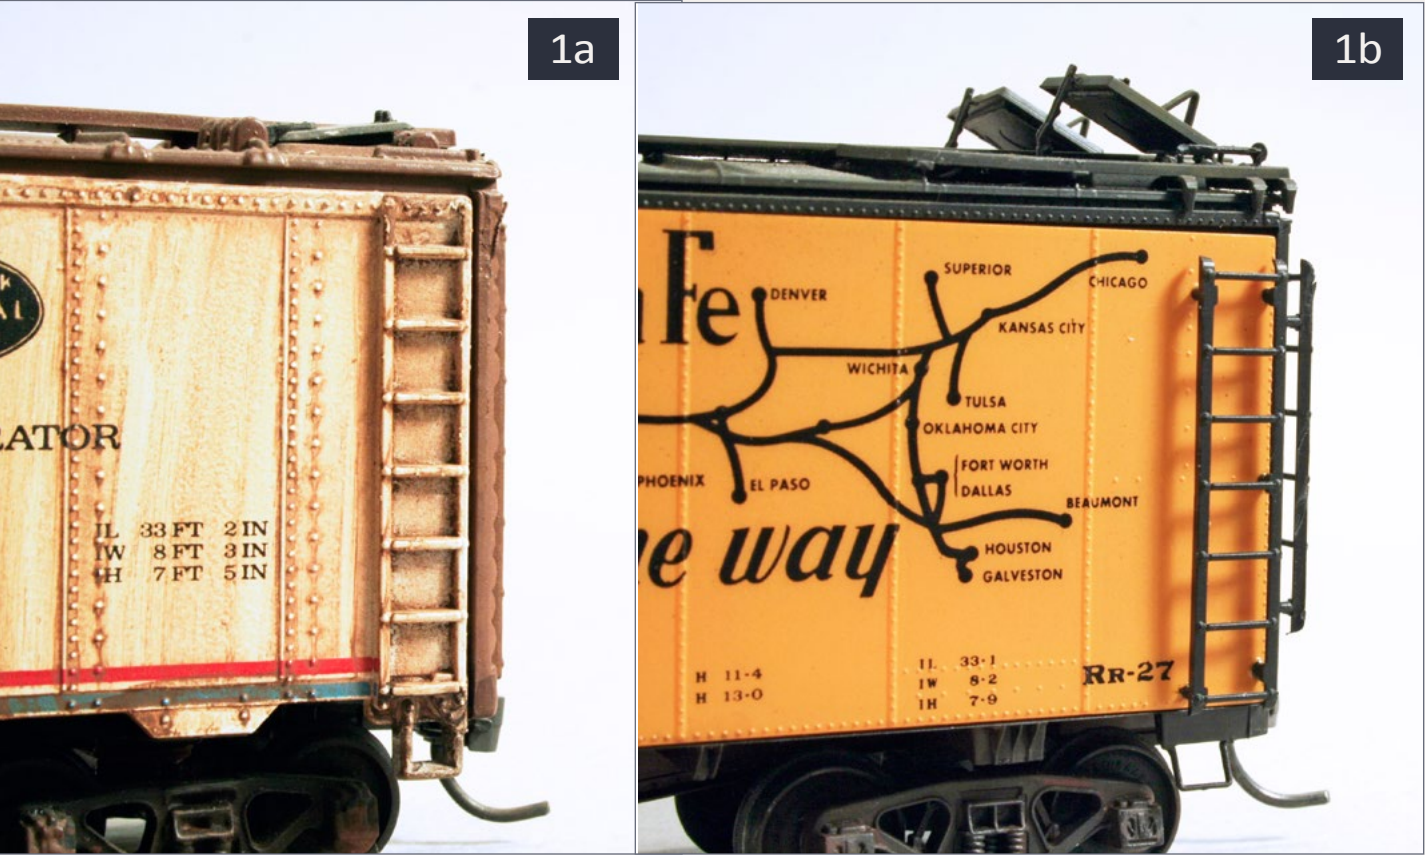 1a
K
AL
RATOR
IL 33 FT 2 IN
IW 8 FT 3 IN
IH 7 FT 5 IN
1b
Fe
DENVER
SUPERIOR
CHICAGO
KANSAS CITY
WICHITA
TULSA
OKLAHOMA CITY
FORT WORTH
DALLAS
PHOENIX
EL PASO
BEAUMONT
HOUSTON
GALVESTON
e way
H 11-4
H 13-0
IL 33-1
IW 8-2
IH 7-9
RR-27